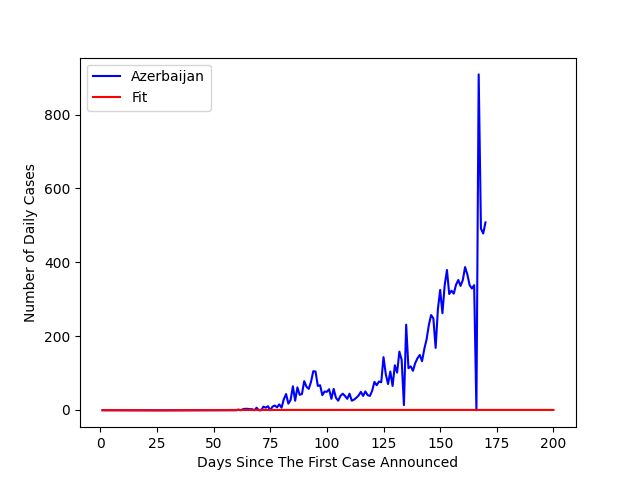 Azerbaijan
Fit
Number of Daily Cases
800
600
400
200
0
0 25 50 75 100 125 150 175 200
Days Since The First Case Announced